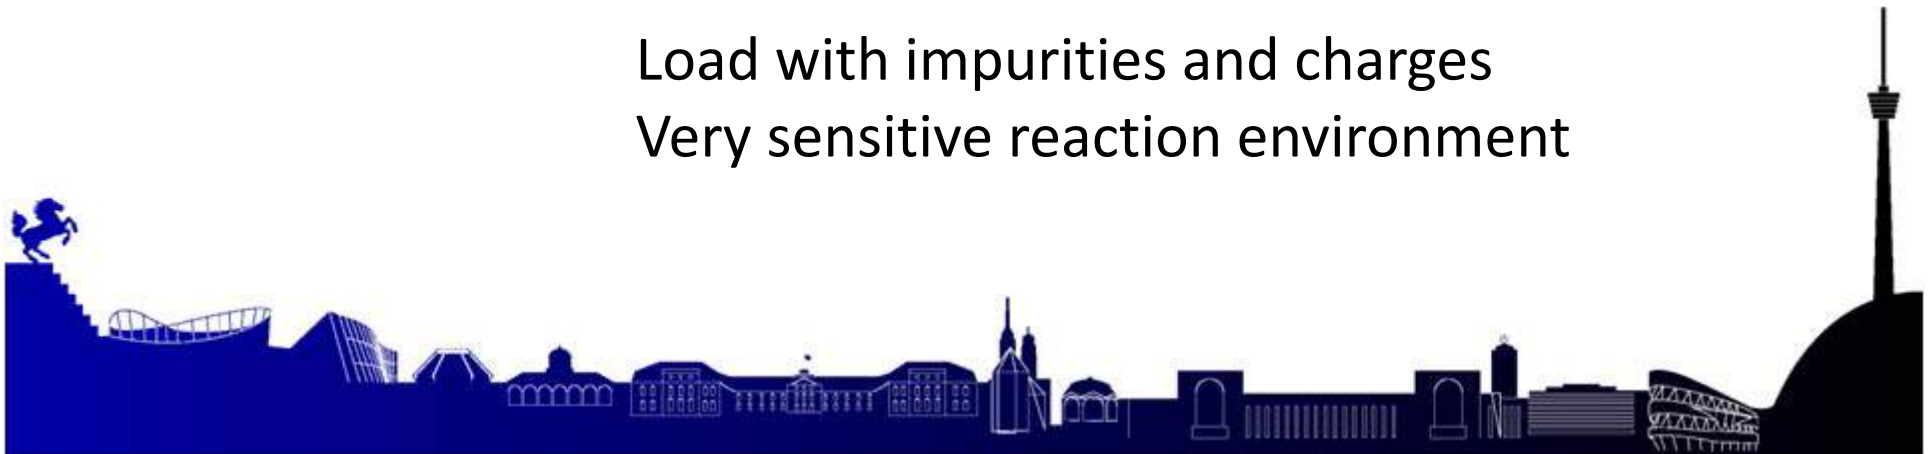 Load with impurities and charges
Very sensitive reaction environment